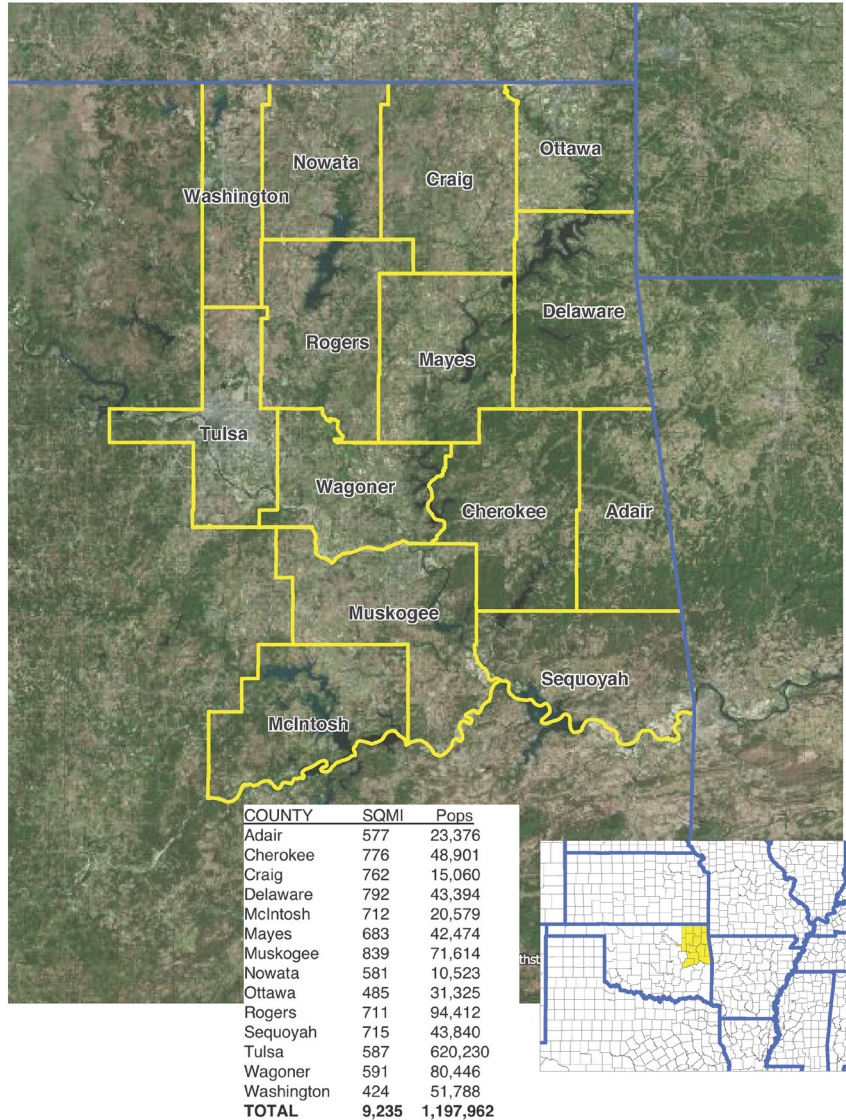 Nowata
Ottawa
Craig
Washington
Delaware
Rogers
Mayes
Tulsa
Wagoner
Cherokee
Adair
Muskogee
Sequoyah
McIntosh
COUNTY SQMI Pops
Adair 577 23,376
Cherokee 776 48,901
Craig 762 15,060
Delaware 792 43,394
McIntosh 712 20,579
Mayes 683 42,474
Muskogee 839 71,614
Nowata 581 10,523
Ottawa 485 31,325
Rogers 711 94,412
Sequoyah 715 43,840
Tulsa 587 620,230
Wagoner 591 80,446
Washington 424 51,788
TOTAL 9,235 1,197,962